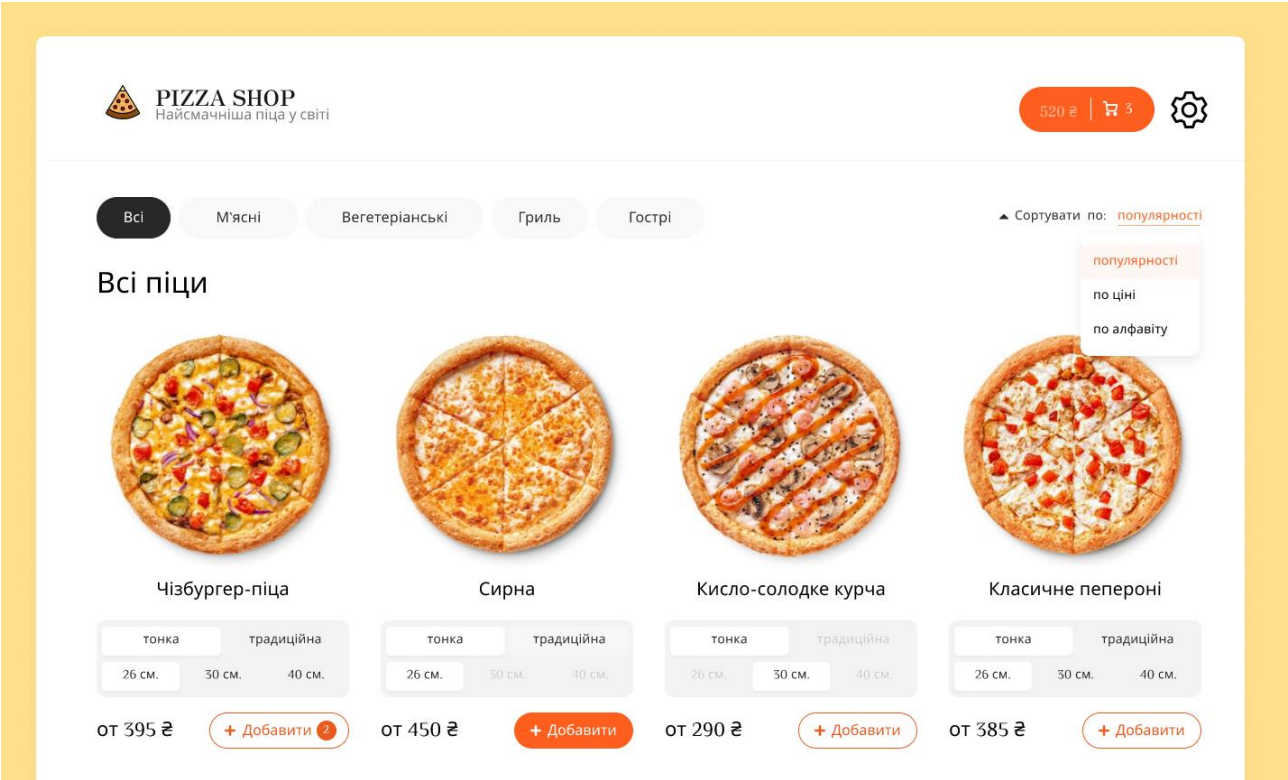 PIZZA SHOP
Найсмачніша піца у світі
520 ₴ 3
Всі М'ясні Вегетеріанські Гриль Гострі
Сортувати по: популярності
популярності
по ціні
по алфавіту
Всі піци
Чізбургер-піца Сирна Кисло-солодке курча Класичне пепероні
тонка традиційна тонка традиційна тонка традиційна тонка традиційна
26 см. 30 см. 40 см. 26 см. 30 см. 40 см. 26 см. 30 см. 40 см. 26 см. 30 см. 40 см.
от 395 ₴ + Добавити 2 от 450 ₴ + Добавити от 290 ₴ + Добавити от 385 ₴ + Добавити